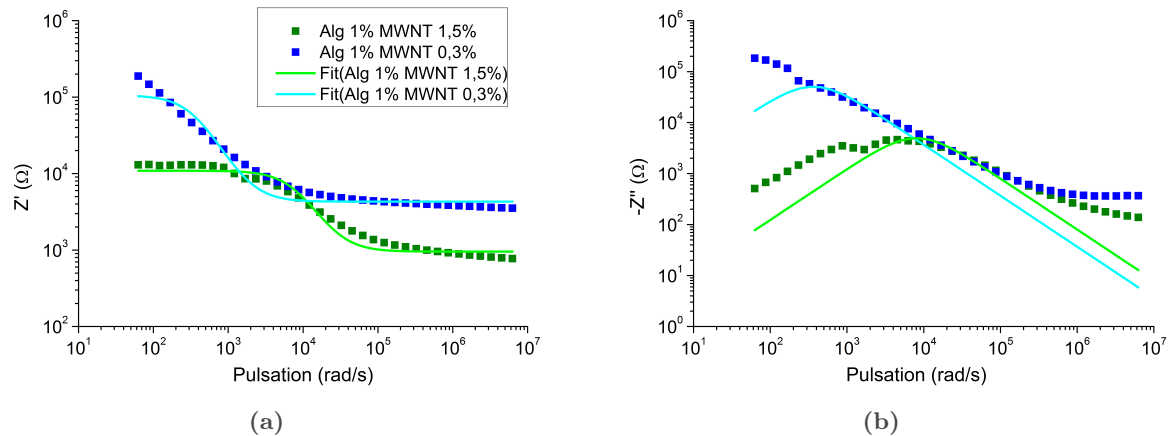 Alg 1% MWNT 1,5%
Alg 1% MWNT 0,3%
Fit(Alg 1% MWNT 1,5%)
Fit(Alg 1% MWNT 0,3%)
Z' (Ω)
10^6
10^5
10^4
10^3
10^2
10^1 10^2 10^3 10^4 10^5 10^6 10^7
Pulsation (rad/s)
(a)
-Z'' (Ω)
10^6
10^5
10^4
10^3
10^2
10^1
10^0
10^1 10^2 10^3 10^4 10^5 10^6 10^7
Pulsation (rad/s)
(b)